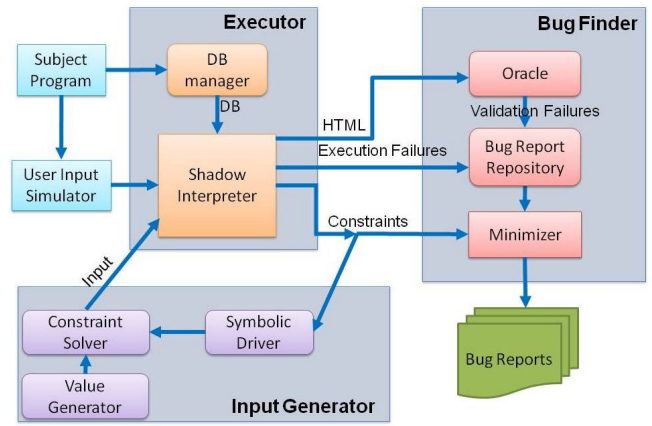 Executor
Bug Finder
Subject
Program
DB
manager
Oracle
DB
HTML
Validation Failures
Execution Failures
Bug Report
Repository
User Input
Simulator
Shadow
Interpreter
Constraints
Minimizer
Input
Constraint
Solver
Symbolic
Driver
Value
Generator
Input Generator
Bug Reports